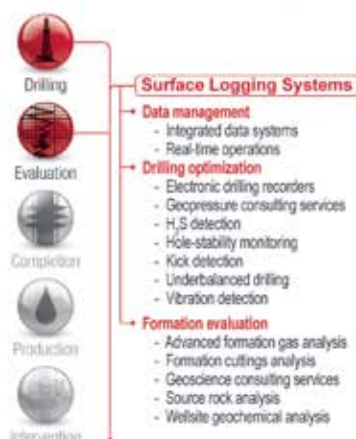 Drilling
Evaluation
Completion
Production
Intervention
Surface Logging Systems
Data management
- Integrated data systems
- Real-time operations
Drilling optimization
- Electronic drilling recorders
- Geopressure consulting services
- H₂S detection
- Hole-stability monitoring
- Kick detection
- Underbalanced drilling
- Vibration detection
Formation evaluation
- Advanced formation gas analysis
- Formation cuttings analysis
- Geoscience consulting services
- Source rock analysis
- Wellsite geochemical analysis